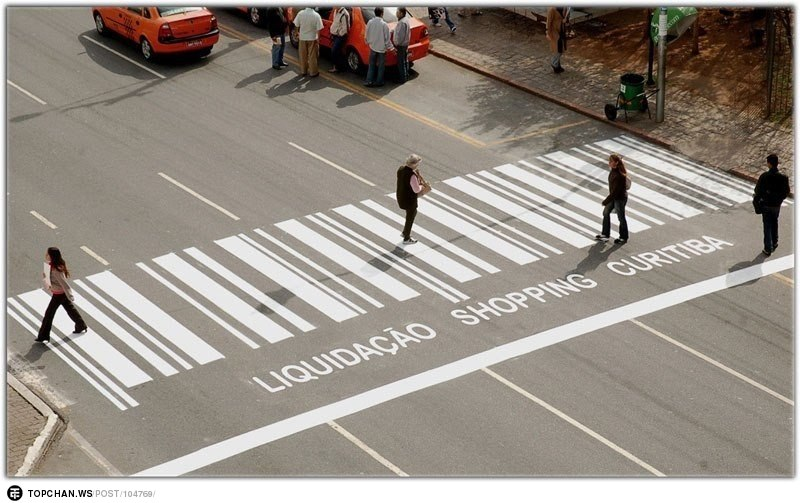 LIQUIDAÇÃO SHOPPING CURITIBA
TOPCHAN.WS/POST/104769/